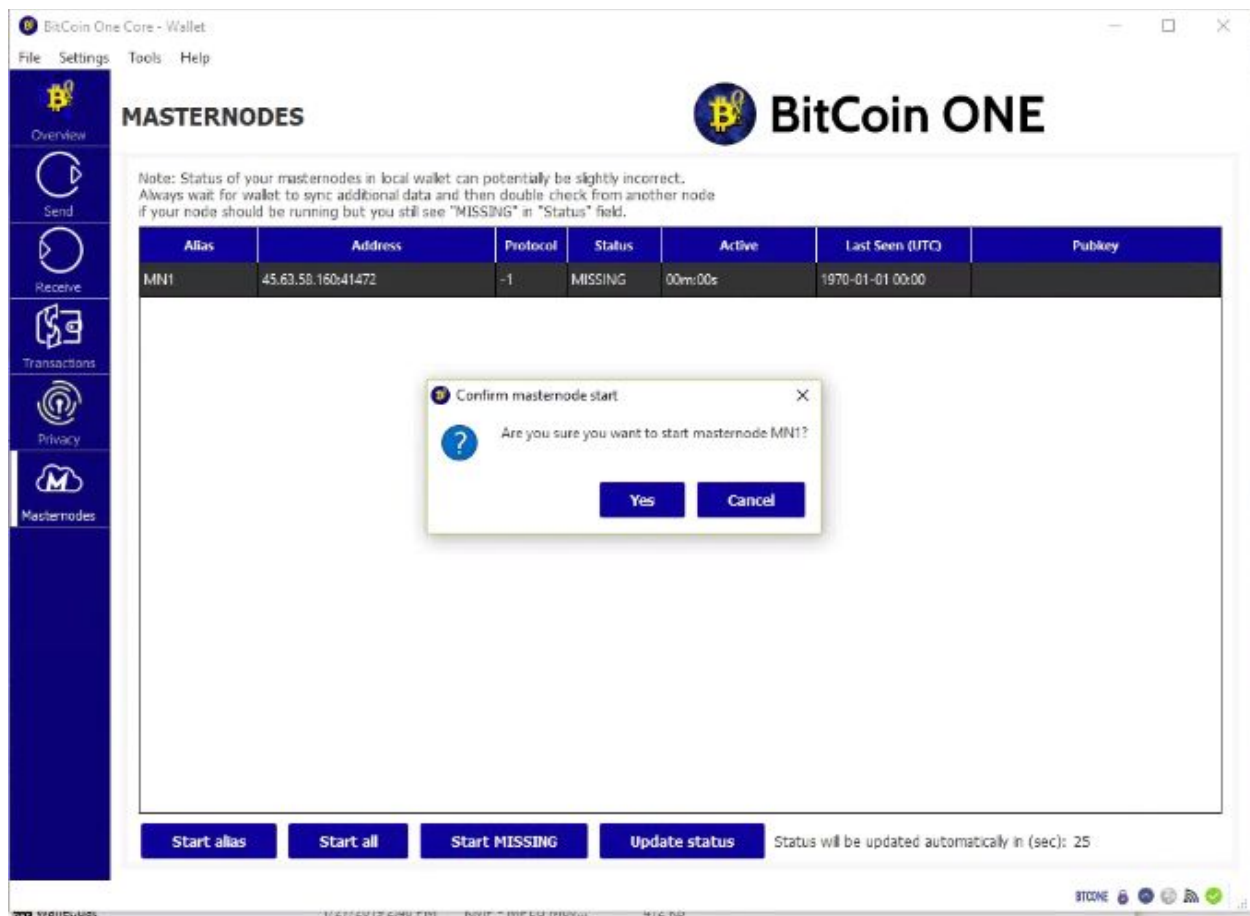 BitCoin One Core - Wallet
File Settings Tools Help
Overview
Send
Receive
Transactions
Privacy
Masternodes
MASTERNODES
BitCoin ONE
Note: Status of your masternodes in local wallet can potentially be slightly incorrect.
Always wait for wallet to sync additional data and then double check from another node
if your node should be running but you still see "MISSING" in "Status" field.
Alias Address Protocol Status Active Last Seen (UTC) Pubkey
MN1 45.63.58.160:41472 -1 MISSING 00m:00s 1970-01-01 00:00
Confirm masternode start
Are you sure you want to start masternode MN1?
Yes Cancel
Start alias Start all Start MISSING Update status Status will be updated automatically in (sec): 25
BTCONE